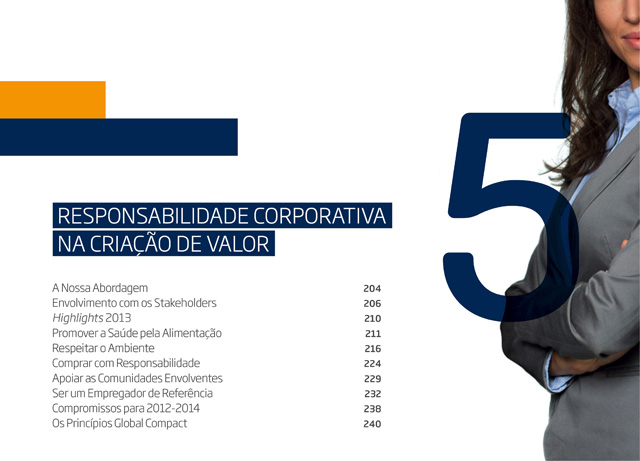 5
RESPONSABILIDADE CORPORATIVA
NA CRIAÇÃO DE VALOR
A Nossa Abordagem 204
Envolvimento com os Stakeholders 206
Highlights 2013 210
Promover a Saúde pela Alimentação 211
Respeitar o Ambiente 216
Comprar com Responsabilidade 224
Apoiar as Comunidades Envolventes 229
Ser um Empregador de Referência 232
Compromissos para 2012-2014 238
Os Princípios Global Compact 240